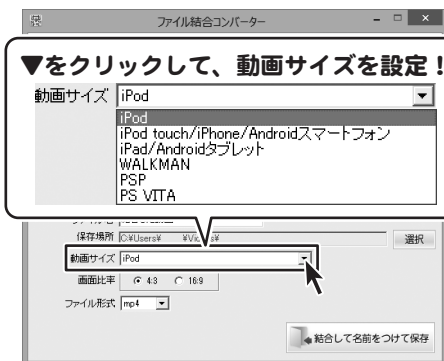 ファイル結合コンバーター
▼をクリックして、動画サイズを設定！
動画サイズ iPod
iPod
iPod touch/iPhone/Androidスマートフォン
iPad/Androidタブレット
WALKMAN
PSP
PS VITA
保存場所 C:¥Users¥ 選択
動画サイズ iPod
画面比率 4:3 16:9
ファイル形式 mp4
結合して名前をつけて保存